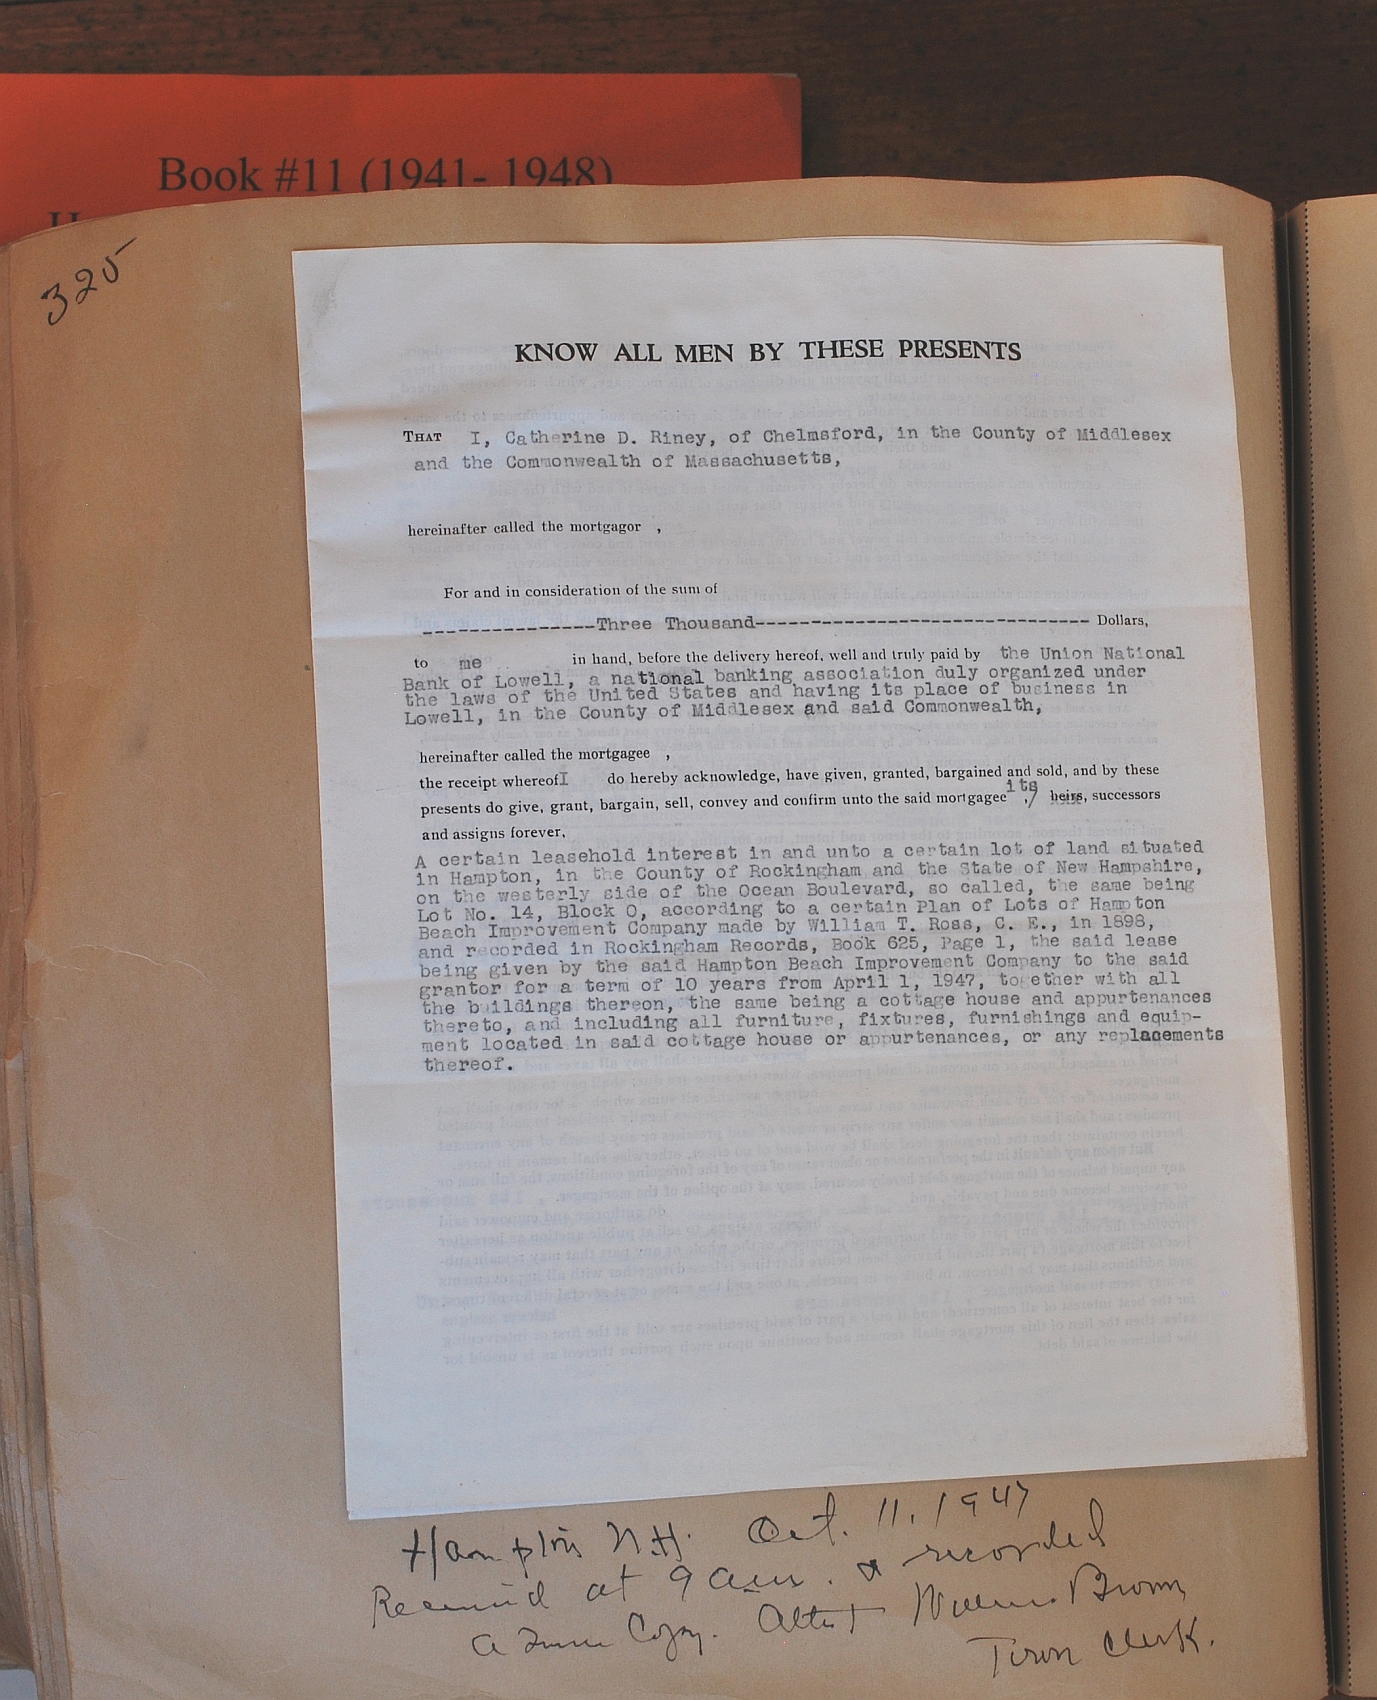 Book #11 (1941- 1948)
325
KNOW ALL MEN BY THESE PRESENTS
THAT I, Catherine D. Riney, of Chelmsford, in the County of Middlesex
and the Commonwealth of Massachusetts,
hereinafter called the mortgagor ,
For and in consideration of the sum of
---------------Three Thousand----------------------------- Dollars,
to me in hand, before the delivery hereof, well and truly paid by the Union National
Bank of Lowell, a national banking association duly organized under
the laws of the United States and having its place of business in
Lowell, in the County of Middlesex and said Commonwealth,
hereinafter called the mortgagee ,
the receipt whereof I do hereby acknowledge, have given, granted, bargained and sold, and by these
presents do give, grant, bargain, sell, convey and confirm unto the said mortgagee , its / heirs, successors
and assigns forever,
A certain leasehold interest in and unto a certain lot of land situated
in Hampton, in the County of Rockingham and the State of New Hampshire,
on the westerly side of the Ocean Boulevard, so called, the same being
Lot No. 14, Block O, according to a certain Plan of Lots of Hampton
Beach Improvement Company made by William T. Ross, C. E., in 1898,
and recorded in Rockingham Records, Book 625, Page 1, the said lease
being given by the said Hampton Beach Improvement Company to the said
grantor for a term of 10 years from April 1, 1947, together with all
the buildings thereon, the same being a cottage house and appurtenances
thereto, and including all furniture, fixtures, furnishings and equip-
ment located in said cottage house or appurtenances, or any replacements
thereof.
Hampton N.H. Oct. 11, 1947
Received at 9 a.m. & recorded
A True Copy. Attest William Brown
Town Clerk.